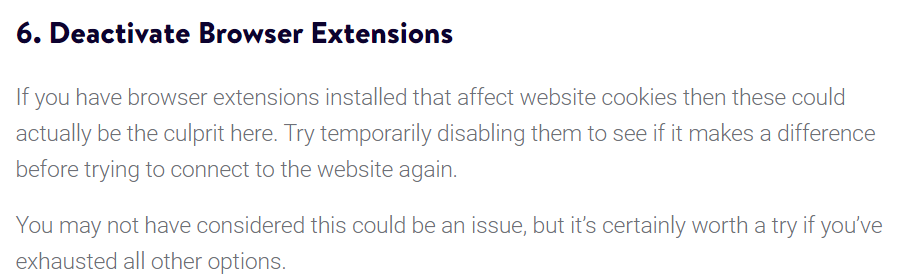 6. Deactivate Browser Extensions
If you have browser extensions installed that affect website cookies then these could
actually be the culprit here. Try temporarily disabling them to see if it makes a difference
before trying to connect to the website again.
You may not have considered this could be an issue, but it’s certainly worth a try if you’ve
exhausted all other options.